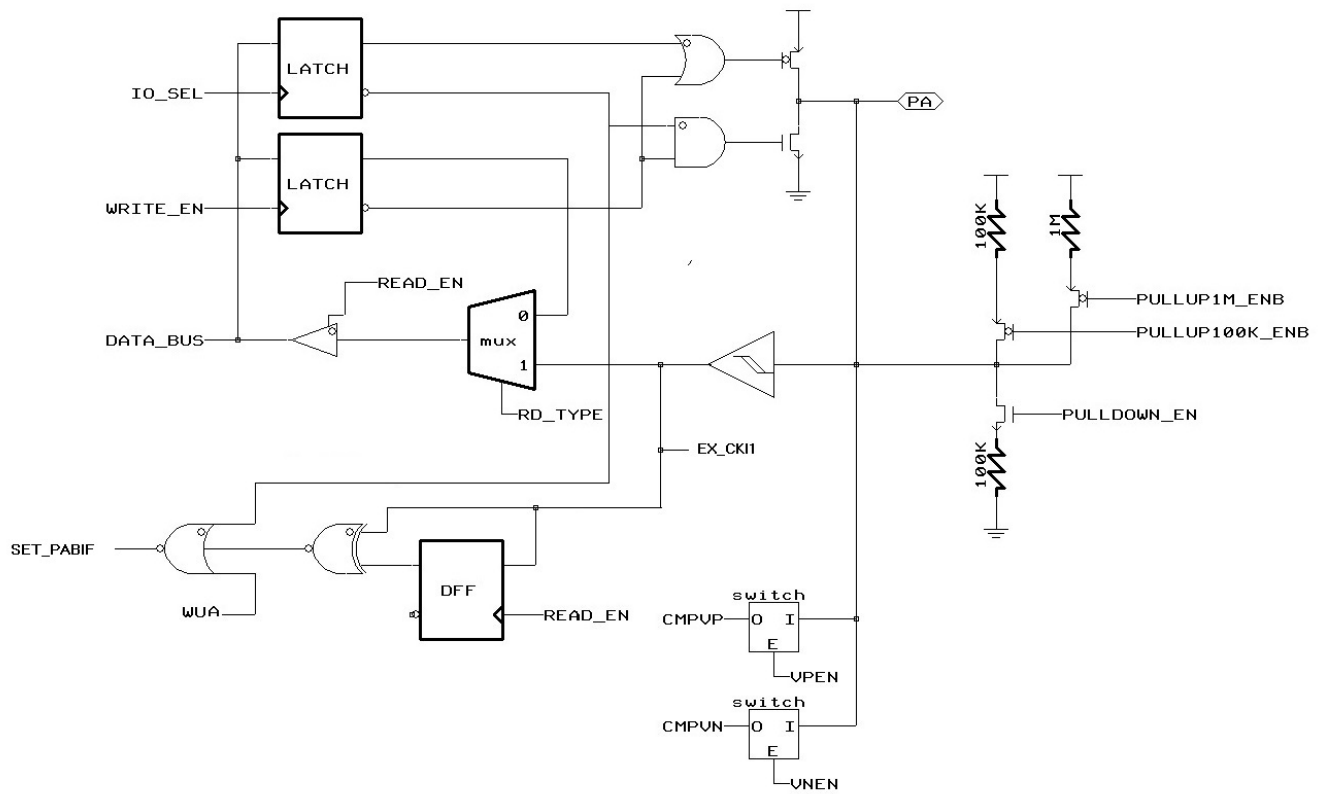 LATCH
IO_SEL
PA
LATCH
WRITE_EN
100K
1M
READ_EN
PULLUP1M_ENB
0
DATA_BUS
mux
PULLUP100K_ENB
1
RD_TYPE
PULLDOWN_EN
EX_CKI1
100K
SET_PABIF
DFF
switch
WUA
READ_EN
CMPVP
O I
E
VPEN
switch
CMPVN
O I
E
VNEN